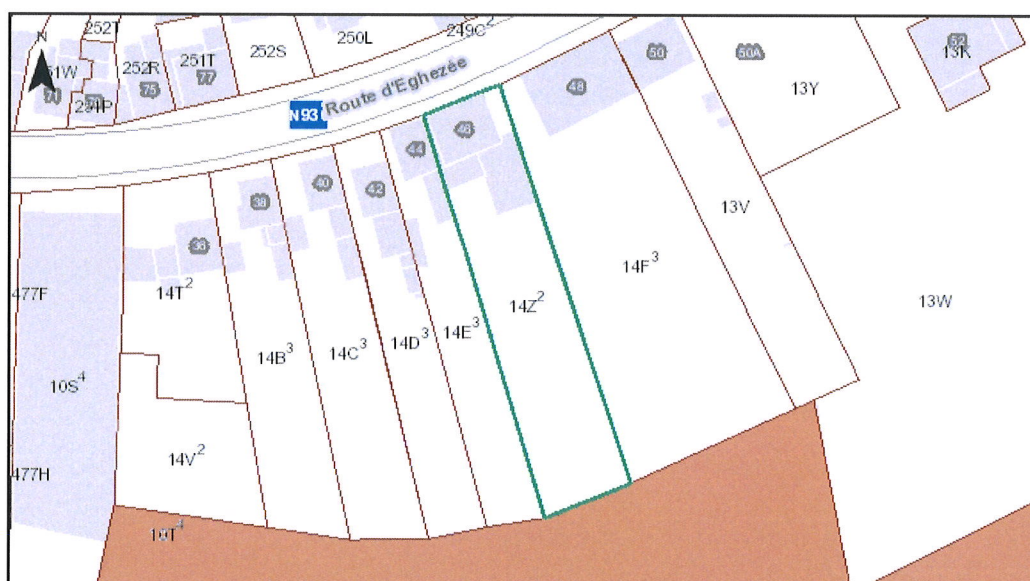 N
252T
249C²
250L
252S
251T
252R
251W
251P
71
75
77
N93 Route d'Eghezée
50
50A
52
13K
13Y
48
46
44
42
40
38
36
13V
14F³
14Z²
14E³
14D³
14C³
14B³
14T²
477F
10S⁴
13W
14V²
477H
10T⁴